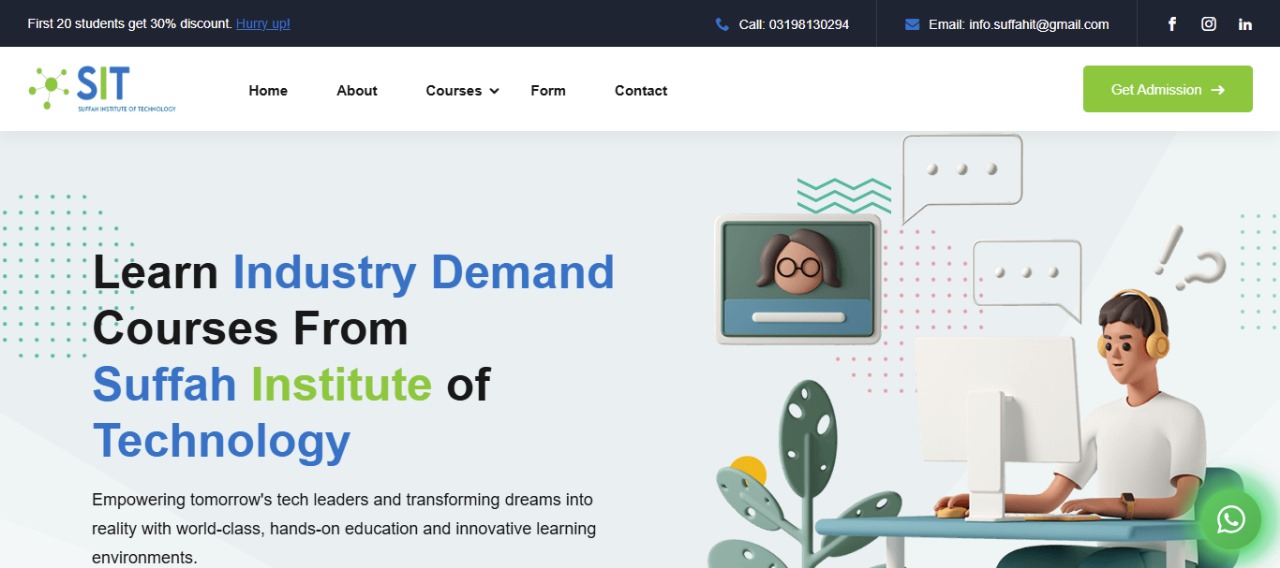 First 20 students get 30% discount. Hurry up!
Call: 03198130294
Email: info.suffahit@gmail.com
SIT
SUFFAH INSTITUTE OF TECHNOLOGY
Home
About
Courses
Form
Contact
Get Admission
Learn Industry Demand
Courses From
Suffah Institute of
Technology
Empowering tomorrow's tech leaders and transforming dreams into
reality with world-class, hands-on education and innovative learning
environments.